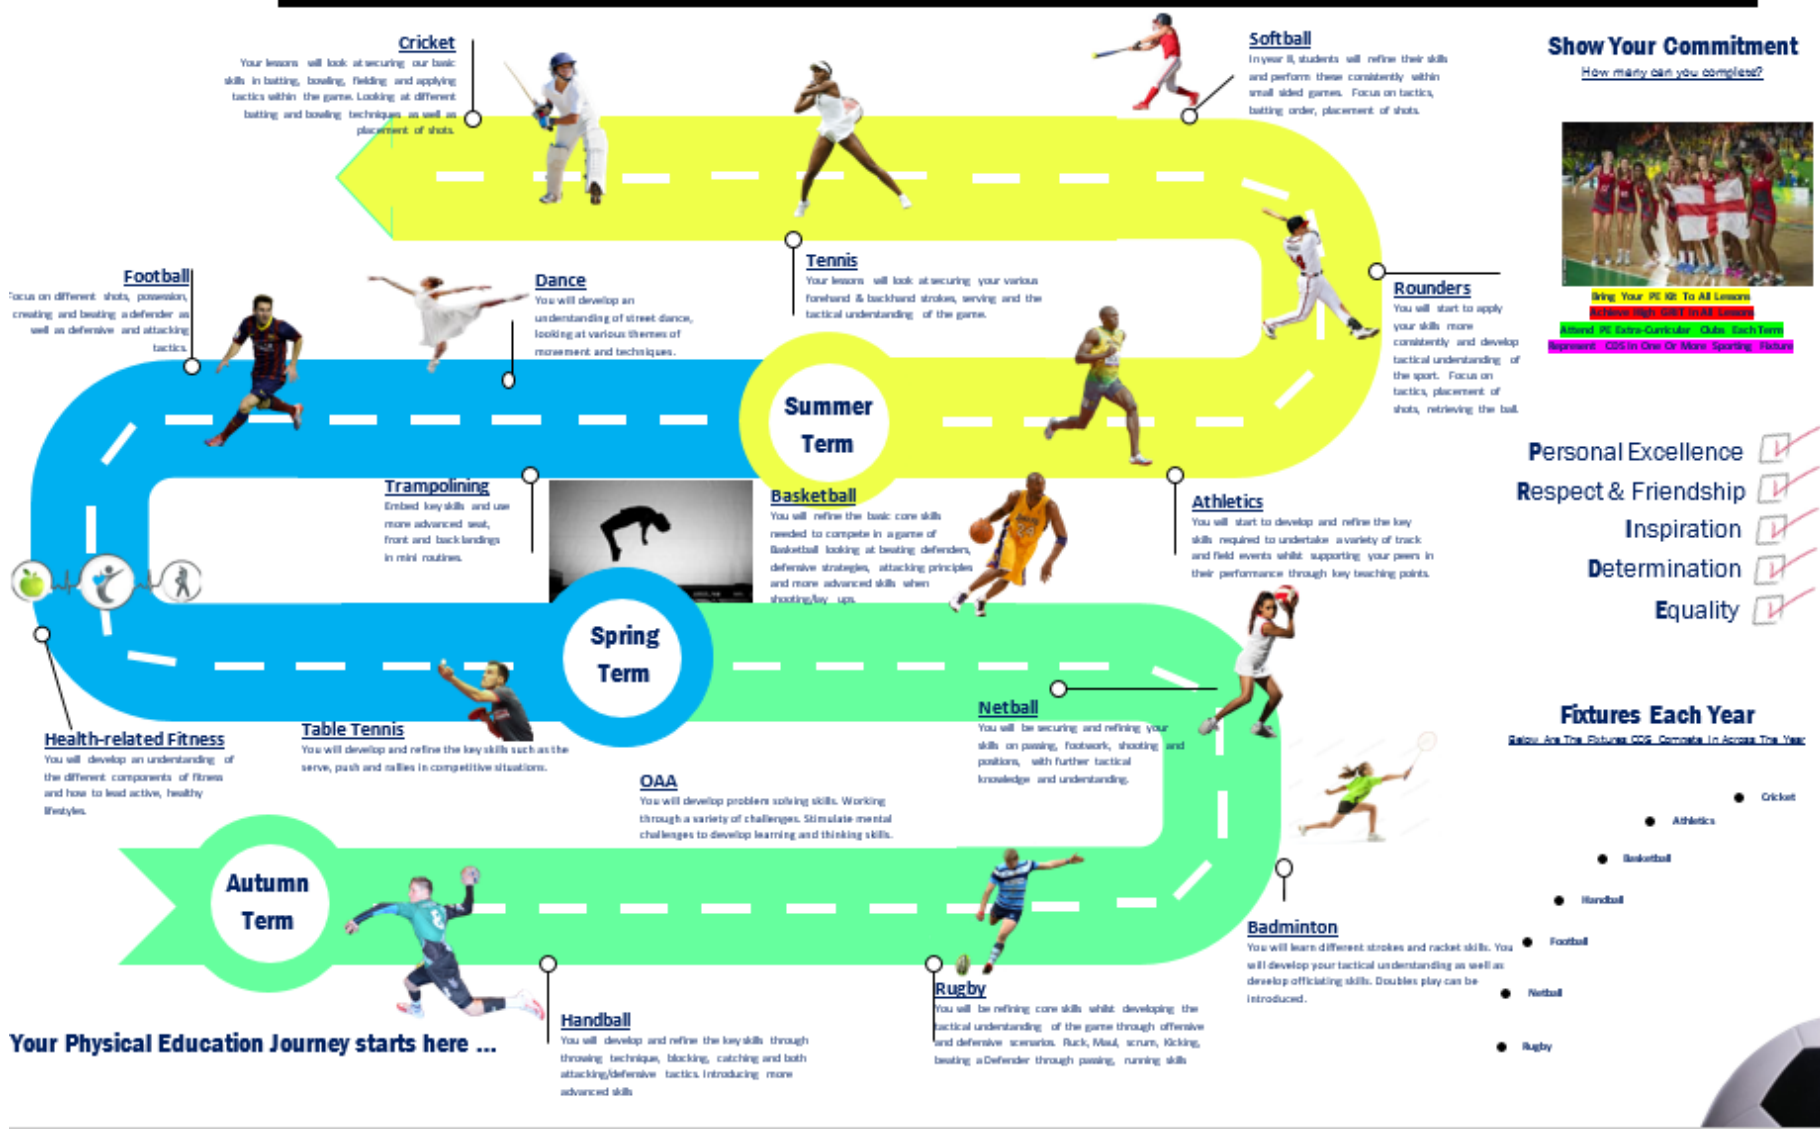 Cricket
Your lessons will look at securing our basic
skills in batting, bowling, fielding and applying
tactics within the game. Looking at different
batting and bowling techniques as well as
placement of shots.
Softball
In year 8, students will refine their skills
and perform these consistently within
small sided games. Focus on tactics,
batting order, placement of shots.
Show Your Commitment
How many can you complete?
Bring Your PE Kit To All Lessons
Achieve High GRIT In All Lessons
Attend PE Extra-Curricular Clubs Each Term
Represent CDS In One Or More Sporting Fixture
Football
Focus on different shots, possession,
creating and beating a defender as
well as defensive and attacking
tactics.
Dance
You will develop an
understanding of street dance,
looking at various themes of
movement and techniques.
Tennis
Your lessons will look at securing your various
forehand & backhand strokes, serving and the
tactical understanding of the game.
Rounders
You will start to apply
your skills more
consistently and develop
tactical understanding of
the sport. Focus on
tactics, placement of
shots, retrieving the ball.
Summer
Term
Trampolining
Embed key skills and use
more advanced seat,
front and back landings
in mini routines.
Basketball
You will refine the basic core skills
needed to compete in a game of
Basketball looking at beating defenders,
defensive strategies, attacking principles
and more advanced skills when
shooting/lay ups.
Athletics
You will start to develop and refine the key
skills required to undertake a variety of track
and field events whilst supporting your peers in
their performance through key teaching points.
Personal Excellence
Respect & Friendship
Inspiration
Determination
Equality
Spring
Term
Health-related Fitness
You will develop an understanding of
the different components of fitness
and how to lead active, healthy
lifestyles.
Table Tennis
You will develop and refine the key skills such as the
serve, push and rallies in competitive situations.
OAA
You will develop problem solving skills. Working
through a variety of challenges. Stimulate mental
challenges to develop learning and thinking skills.
Netball
You will be securing and refining your
skills on passing, footwork, shooting and
positions, with further tactical
knowledge and understanding.
Fixtures Each Year
Below Are The Fixtures CDS Compete In Across The Year
Cricket
Athletics
Basketball
Handball
Football
Netball
Rugby
Autumn
Term
Badminton
You will learn different strokes and racket skills. You
will develop your tactical understanding as well as
develop officiating skills. Doubles play can be
introduced.
Rugby
You will be refining core skills whilst developing the
tactical understanding of the game through offensive
and defensive scenarios. Ruck, Maul, scrum, Kicking,
beating a Defender through passing, running skills
Handball
You will develop and refine the key skills through
throwing technique, blocking, catching and both
attacking/defensive tactics. Introducing more
advanced skills
Your Physical Education Journey starts here ...